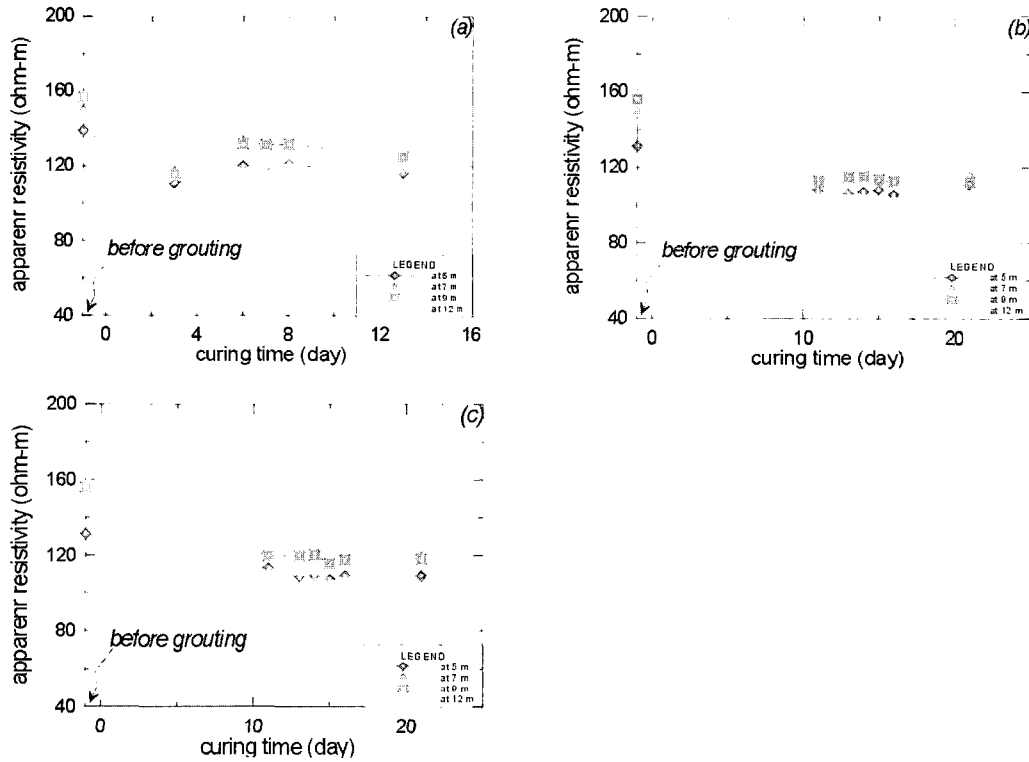 (a)
200
160
120
80
40
apparenr resistivity (ohm-m)
before grouting
LEGEND
at 5 m
at 7 m
at 9 m
at 12 m
0 4 8 12 16
curing time (day)
(b)
200
160
120
80
40
apparenr resistivity (ohm-m)
before grouting
LEGEND
at 5 m
at 7 m
at 9 m
at 12 m
0 10 20
curing time (day)
(c)
200
160
120
80
40
apparenr resistivity (ohm-m)
before grouting
LEGEND
at 5 m
at 7 m
at 9 m
at 12 m
0 10 20
curing time (day)